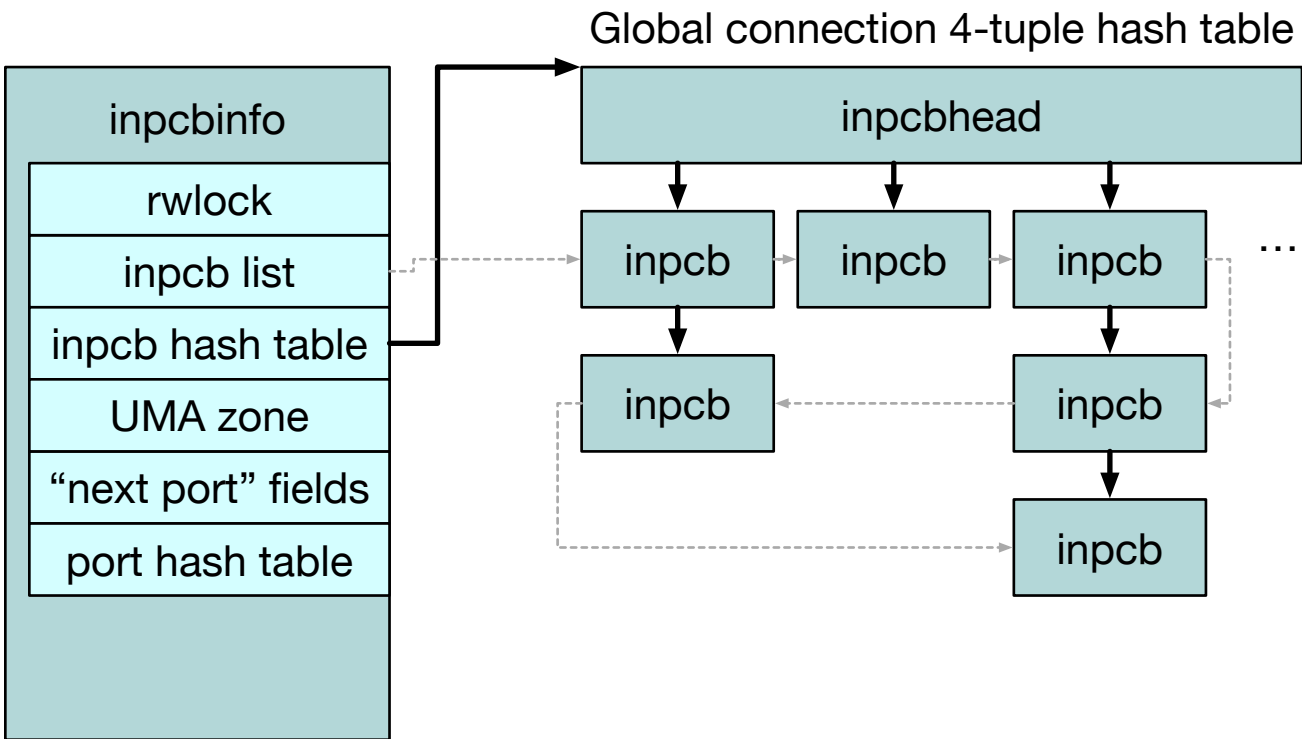 Global connection 4-tuple hash table
inpcbinfo
rwlock
inpcb list
inpcb hash table
UMA zone
“next port” fields
port hash table
inpcbhead
inpcb
inpcb
inpcb
...
inpcb
inpcb
inpcb